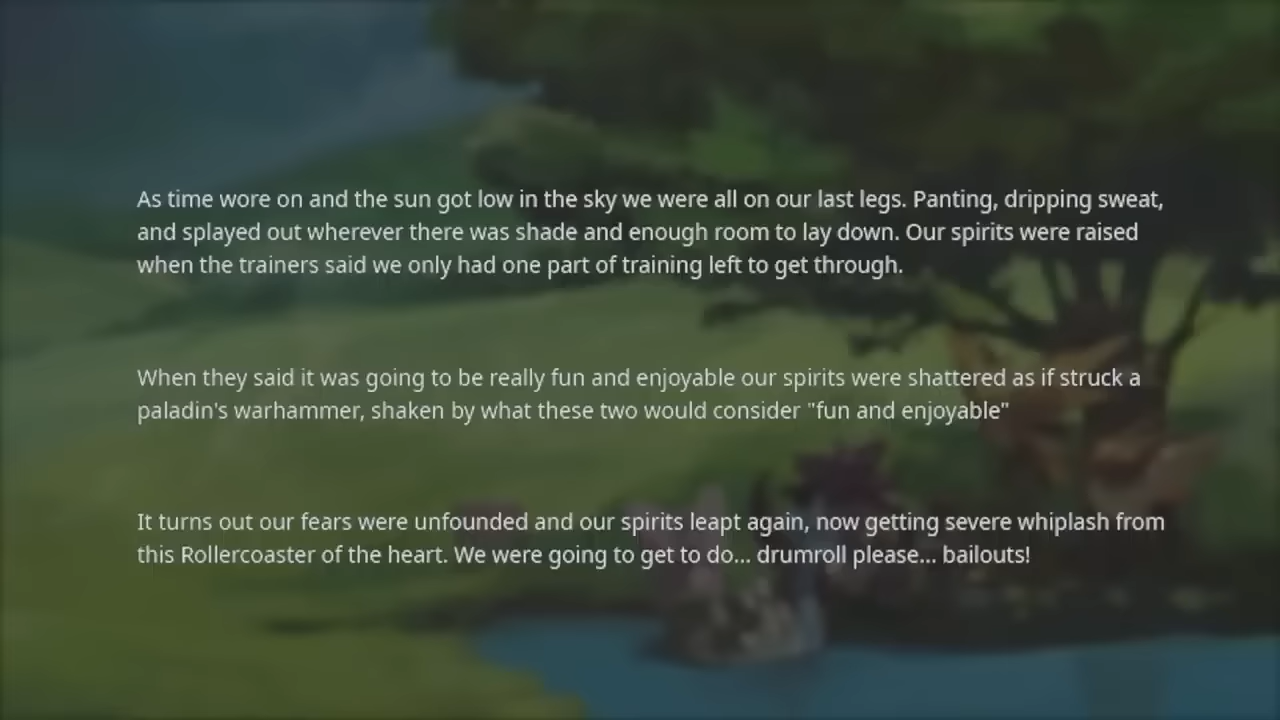 As time wore on and the sun got low in the sky we were all on our last legs. Panting, dripping sweat,
and splayed out wherever there was shade and enough room to lay down. Our spirits were raised
when the trainers said we only had one part of training left to get through.
When they said it was going to be really fun and enjoyable our spirits were shattered as if struck a
paladin's warhammer, shaken by what these two would consider "fun and enjoyable"
It turns out our fears were unfounded and our spirits leapt again, now getting severe whiplash from
this Rollercoaster of the heart. We were going to get to do... drumroll please... bailouts!